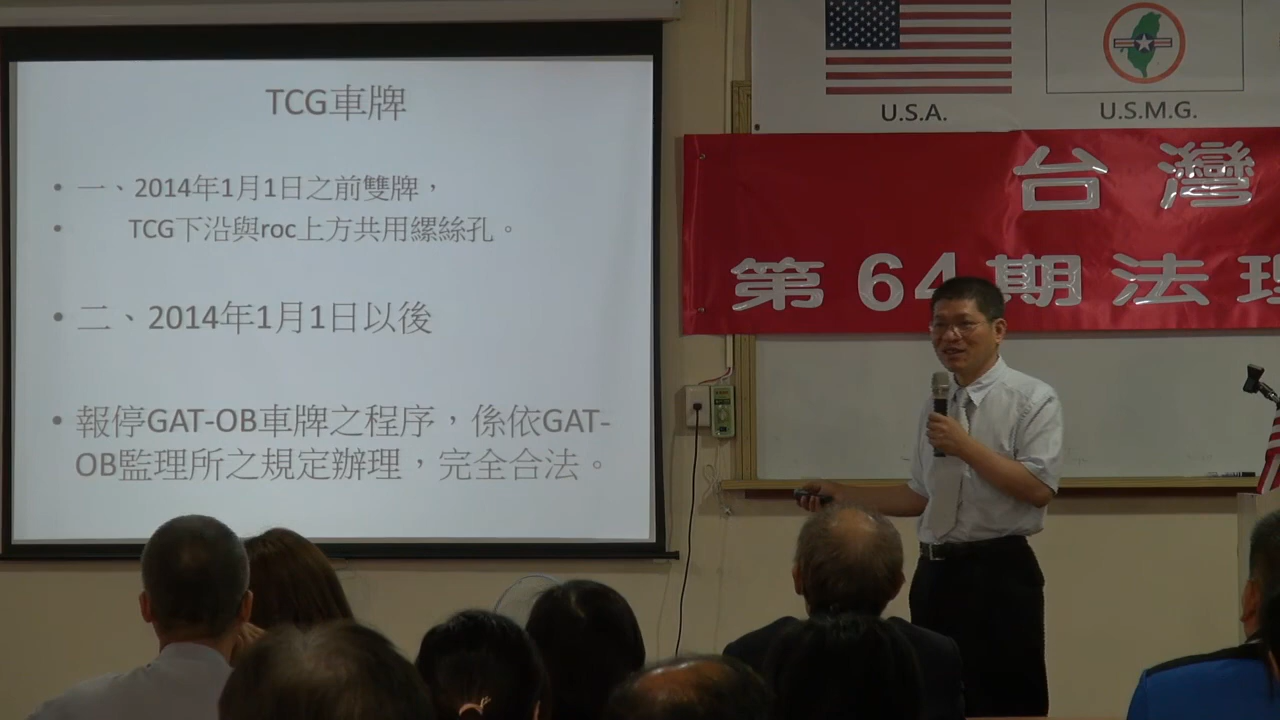 TCG車牌
• 一、2014年1月1日之前雙牌，
• TCG下沿與roc上方共用縲絲孔。
• 二、2014年1月1日以後
• 報停GAT-OB車牌之程序，係依GAT-
OB監理所之規定辦理，完全合法。
U.S.A.
U.S.M.G.
台灣
第64期法理